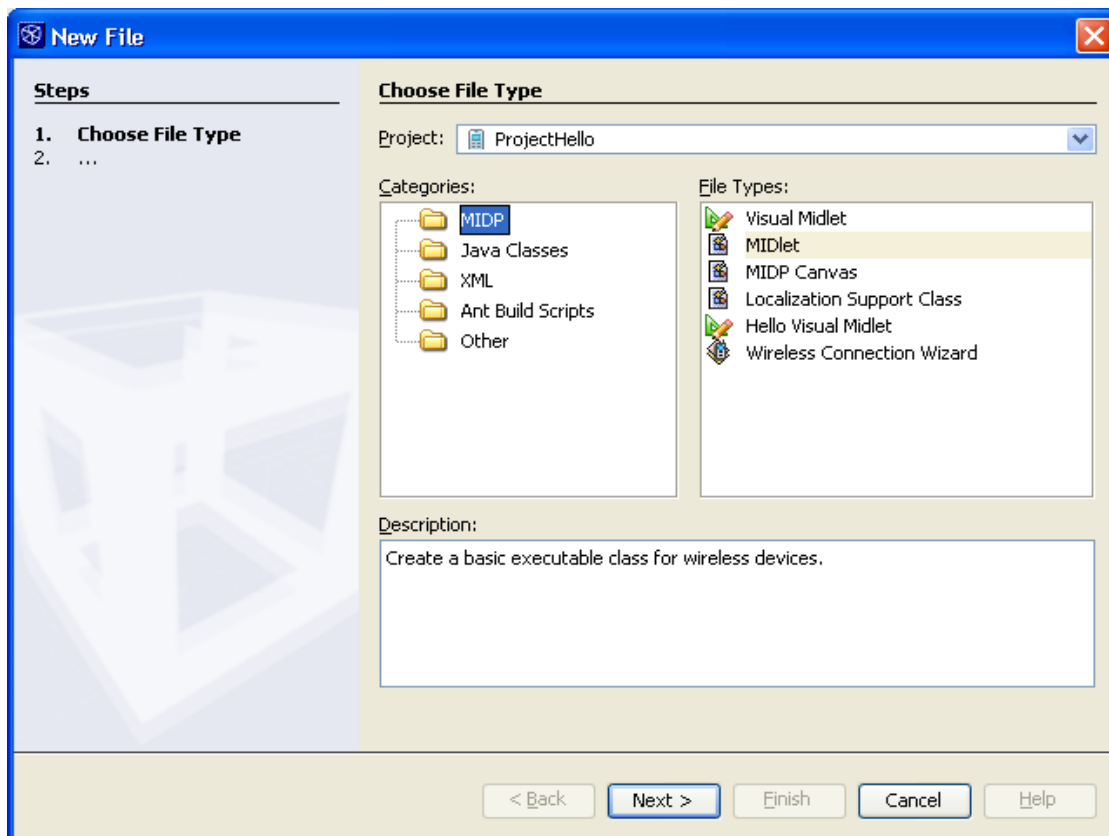 New File
Steps
1. Choose File Type
2. ...
Choose File Type
Project: ProjectHello
Categories:
MIDP
Java Classes
XML
Ant Build Scripts
Other
File Types:
Visual Midlet
MIDlet
MIDP Canvas
Localization Support Class
Hello Visual Midlet
Wireless Connection Wizard
Description:
Create a basic executable class for wireless devices.
< Back Next > Finish Cancel Help